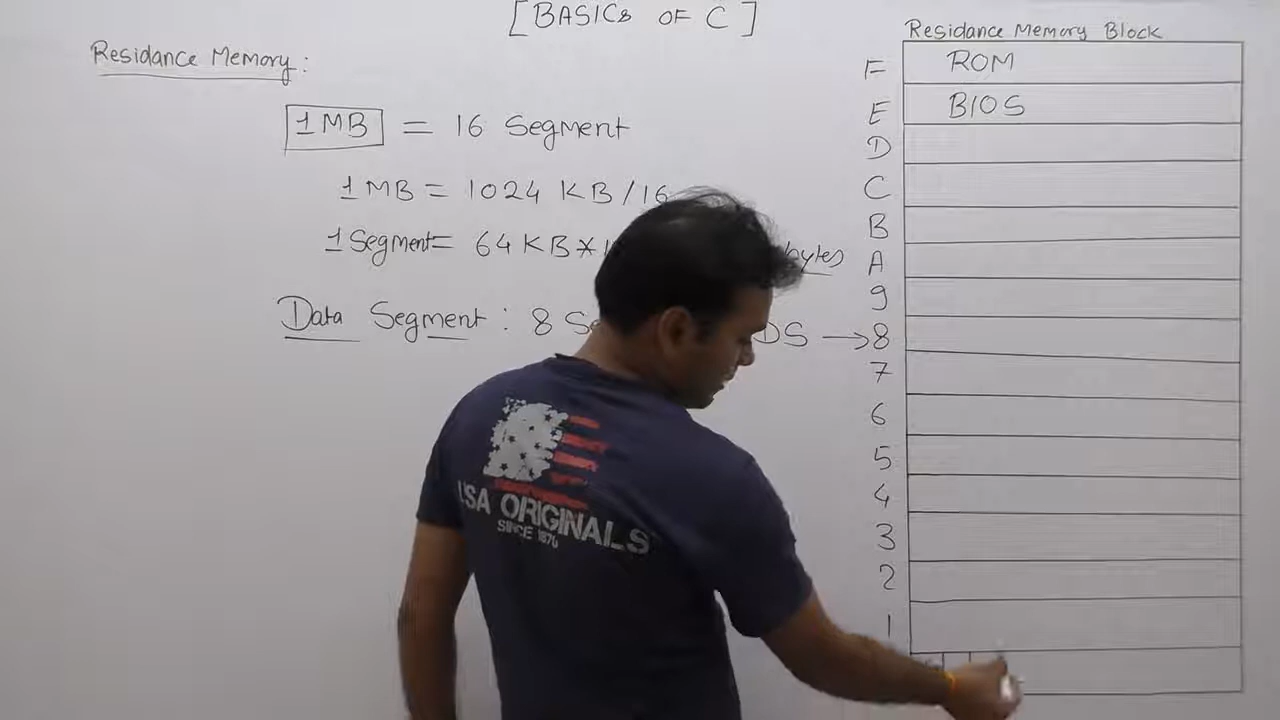 [BASICs OF C]
Residance Memory:
1MB = 16 Segment
1MB = 1024 KB/16
1 Segment = 64 KB*
bytes
Data Segment: 8
DS → 8
Residance Memory Block
F ROM
E BIOS
D
C
B
A
9
8
7
6
5
4
3
2
1
USA ORIGINALS
SINCE 1870